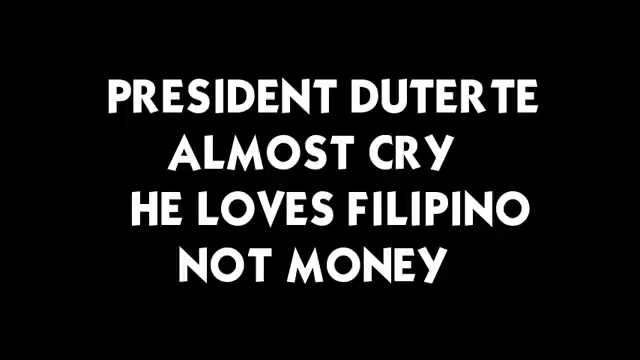 PRESIDENT DUTERTE
ALMOST CRY
HE LOVES FILIPINO
NOT MONEY